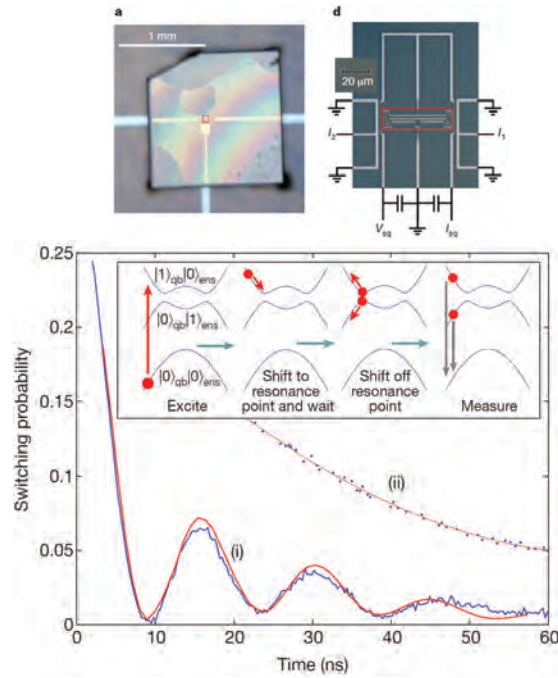 a
d
1 mm
20 μm
I2
I1
Vsq
Isq
0.25
0.2
0.15
0.1
0.05
0
Switching probability
|1⟩qb|0⟩ens
|0⟩qb|1⟩ens
|0⟩qb|0⟩ens
Excite
Shift to
resonance
point and wait
Shift off
resonance
point
Measure
(ii)
(i)
0 10 20 30 40 50 60
Time (ns)